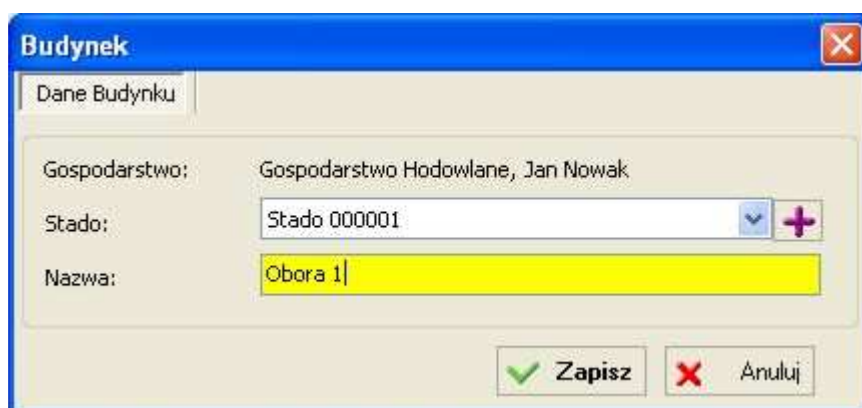 Budynek
Dane Budynku
Gospodarstwo: Gospodarstwo Hodowlane, Jan Nowak
Stado: Stado 000001
Nazwa: Obora 1
Zapisz Anuluj